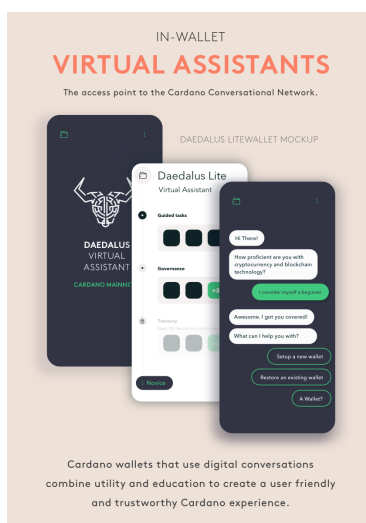 IN-WALLET
VIRTUAL ASSISTANTS
The access point to the Cardano Conversational Network.
DAEDALUS LITEWALLET MOCKUP
DAEDALUS
VIRTUAL
ASSISTANT
CARDANO MAINNE
Daedalus Lite
Virtual Assistant
Guided tasks
Governance
Treasury
Novice
Hi There!
How proficient are you with
cryptocurrency and blockchain
technology?
I consider myself a beginner
Awesome, I got you covered!
What can I help you with?
Setup a new wallet
Restore an existing wallet
A Wallet?
Cardano wallets that use digital conversations
combine utility and education to create a user friendly
and trustworthy Cardano experience.